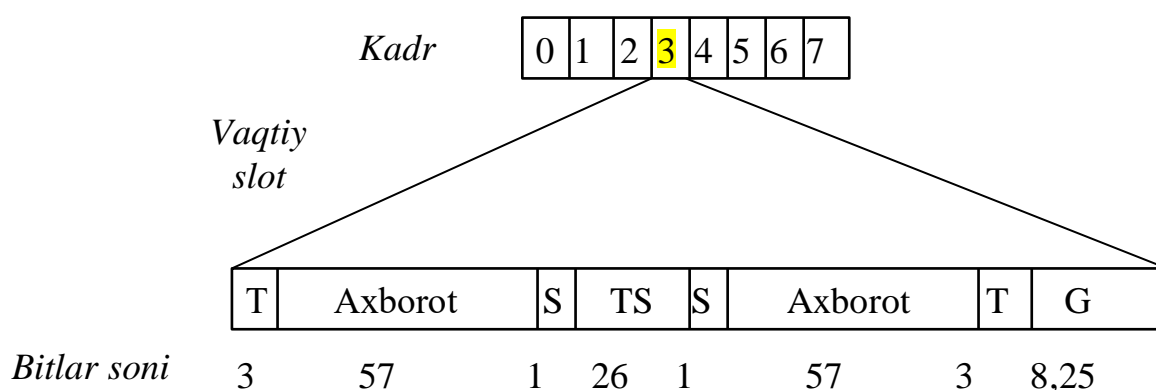 Kadr 0 1 2 3 4 5 6 7
Vaqtiy
slot
T Axborot S TS S Axborot T G
Bitlar soni 3 57 1 26 1 57 3 8,25